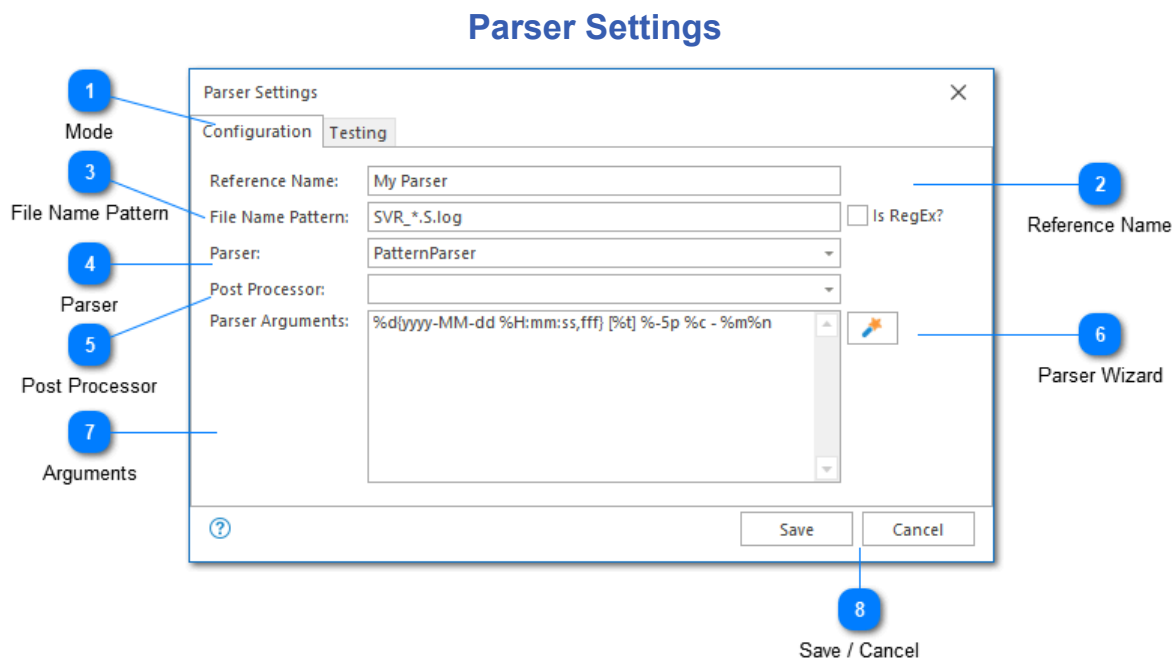 Parser Settings
1
Mode
Parser Settings
Configuration
Testing
3
File Name Pattern
Reference Name:
My Parser
2
Reference Name
File Name Pattern:
SVR_*.S.log
Is RegEx?
4
Parser
Parser:
PatternParser
Post Processor:
5
Post Processor
Parser Arguments:
%d{yyyy-MM-dd %H:mm:ss,fff} [%t] %-5p %c - %m%n
6
Parser Wizard
7
Arguments
?
Save
Cancel
8
Save / Cancel